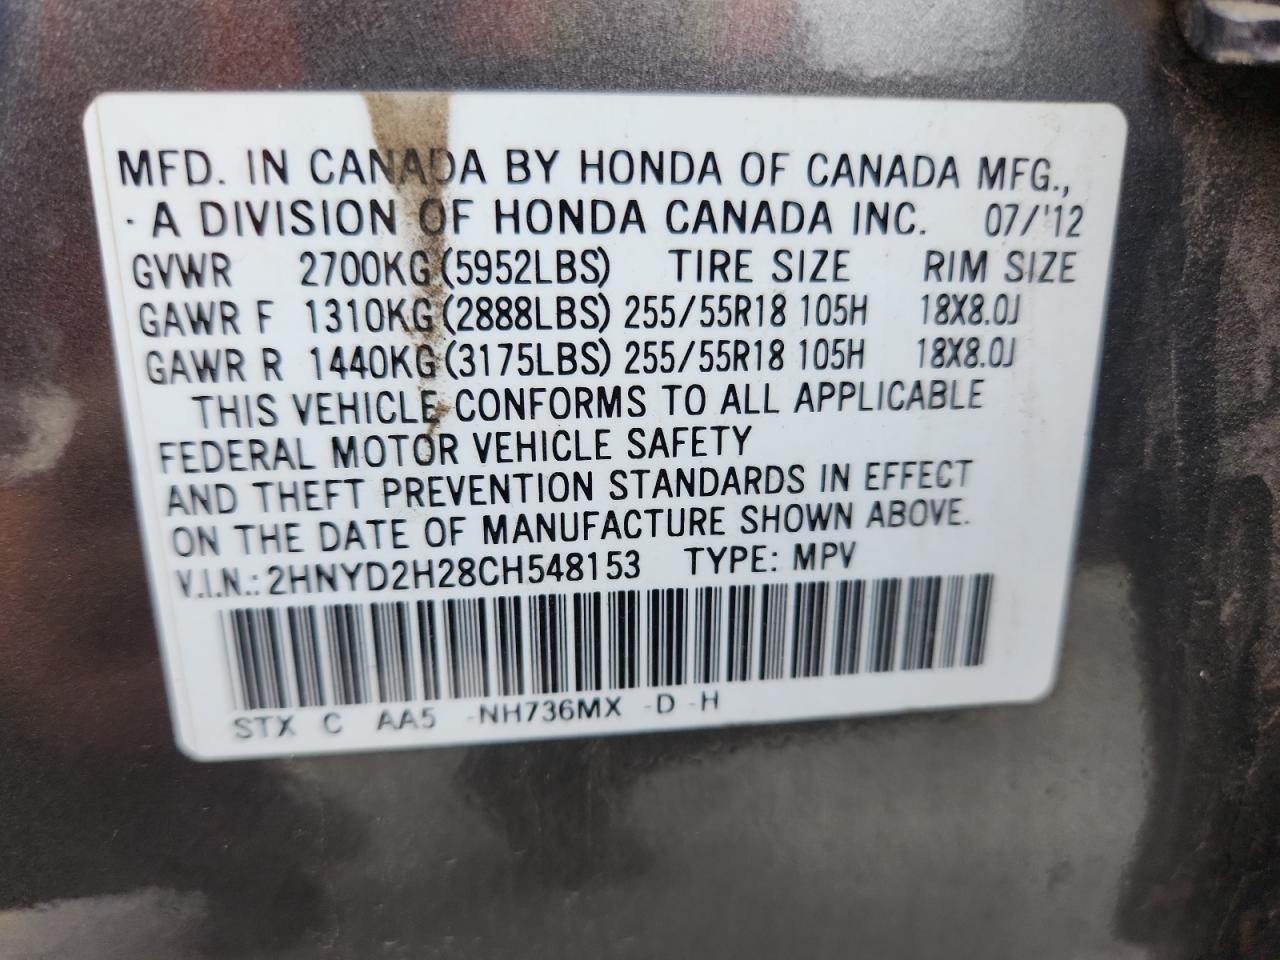 MFD. IN CANADA BY HONDA OF CANADA MFG.,
· A DIVISION OF HONDA CANADA INC. 07/'12
GVWR 2700KG (5952LBS) TIRE SIZE RIM SIZE
GAWR F 1310KG (2888LBS) 255/55R18 105H 18X8.0J
GAWR R 1440KG (3175LBS) 255/55R18 105H 18X8.0J
THIS VEHICLE CONFORMS TO ALL APPLICABLE
FEDERAL MOTOR VEHICLE SAFETY
AND THEFT PREVENTION STANDARDS IN EFFECT
ON THE DATE OF MANUFACTURE SHOWN ABOVE.
V.I.N.: 2HNYD2H28CH548153 TYPE: MPV
STX C AA5 -NH736MX -D -H